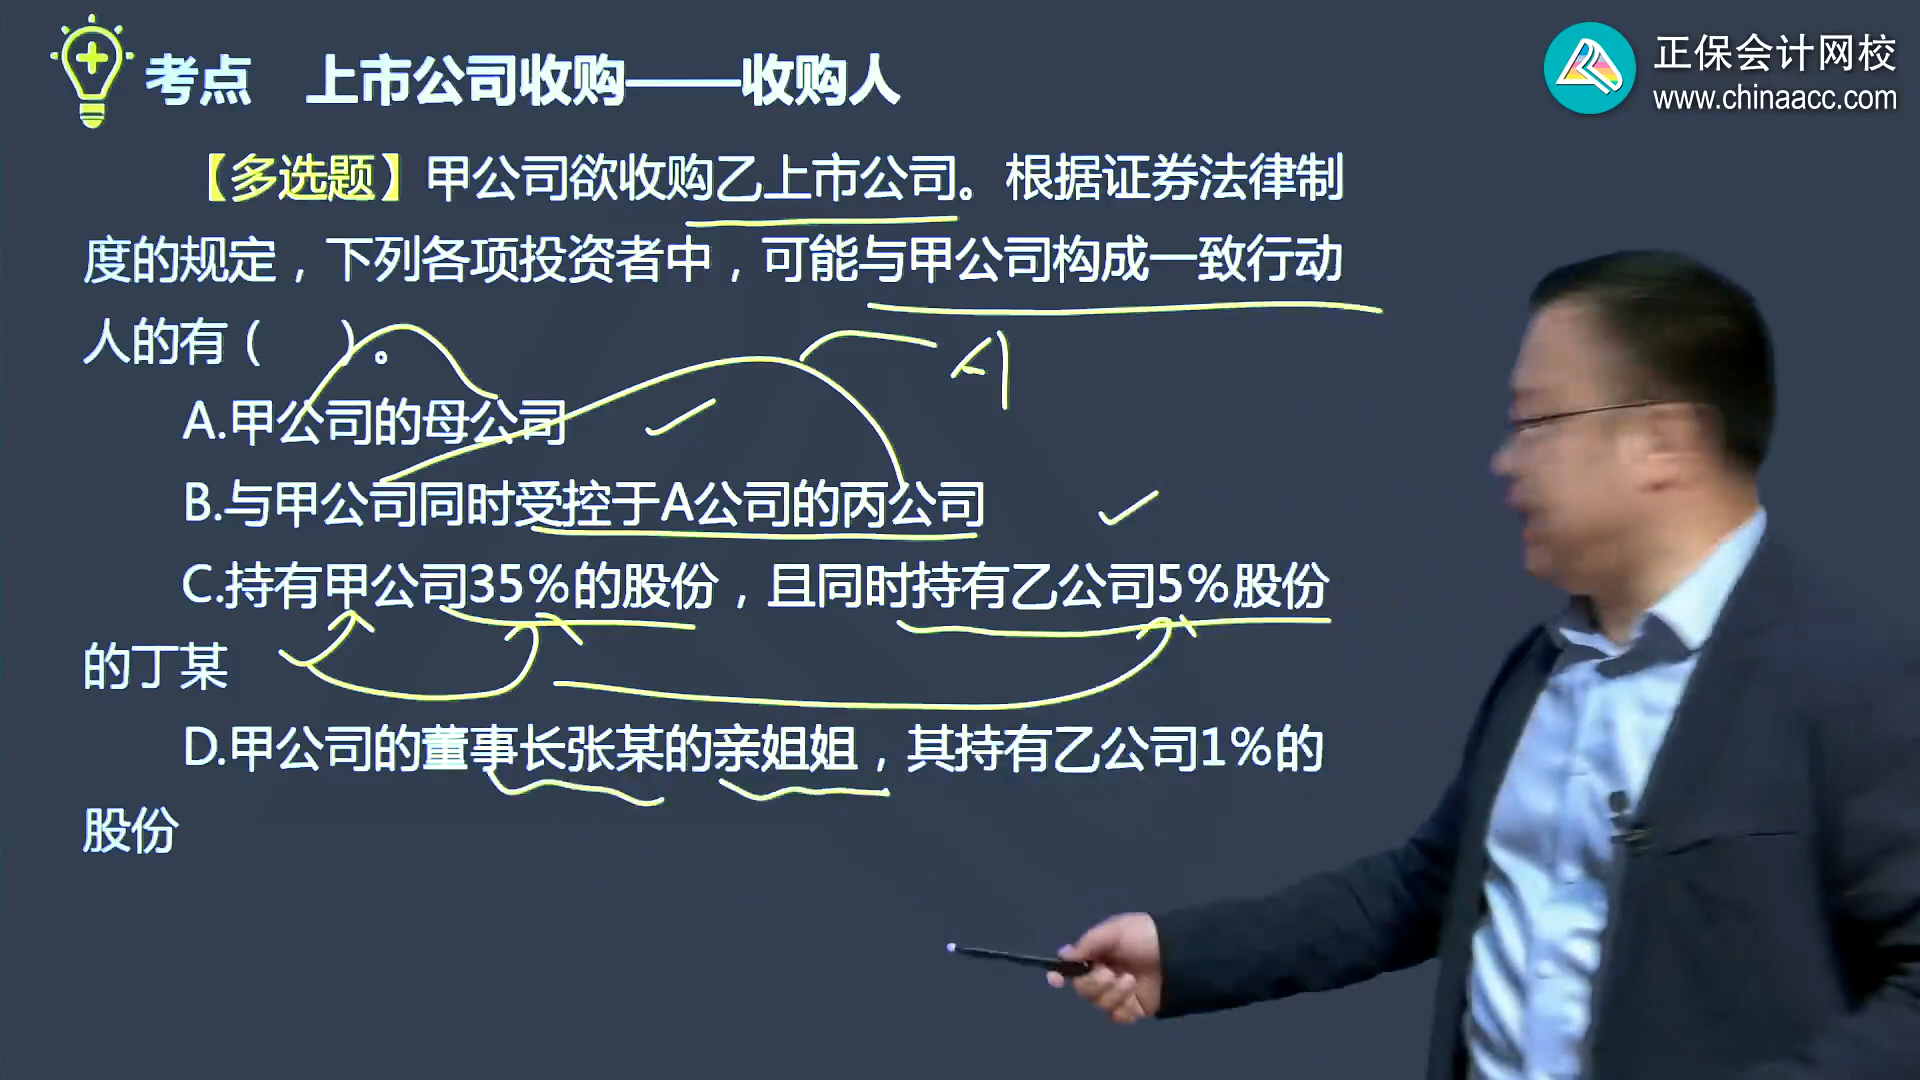 考点 上市公司收购——收购人
正保会计网校
www.chinaacc.com
【多选题】甲公司欲收购乙上市公司。根据证券法律制
度的规定，下列各项投资者中，可能与甲公司构成一致行动
人的有（ ）。
A
A.甲公司的母公司
B.与甲公司同时受控于A公司的丙公司
C.持有甲公司35%的股份，且同时持有乙公司5%股份
的丁某
D.甲公司的董事长张某的亲姐姐，其持有乙公司1%的
股份